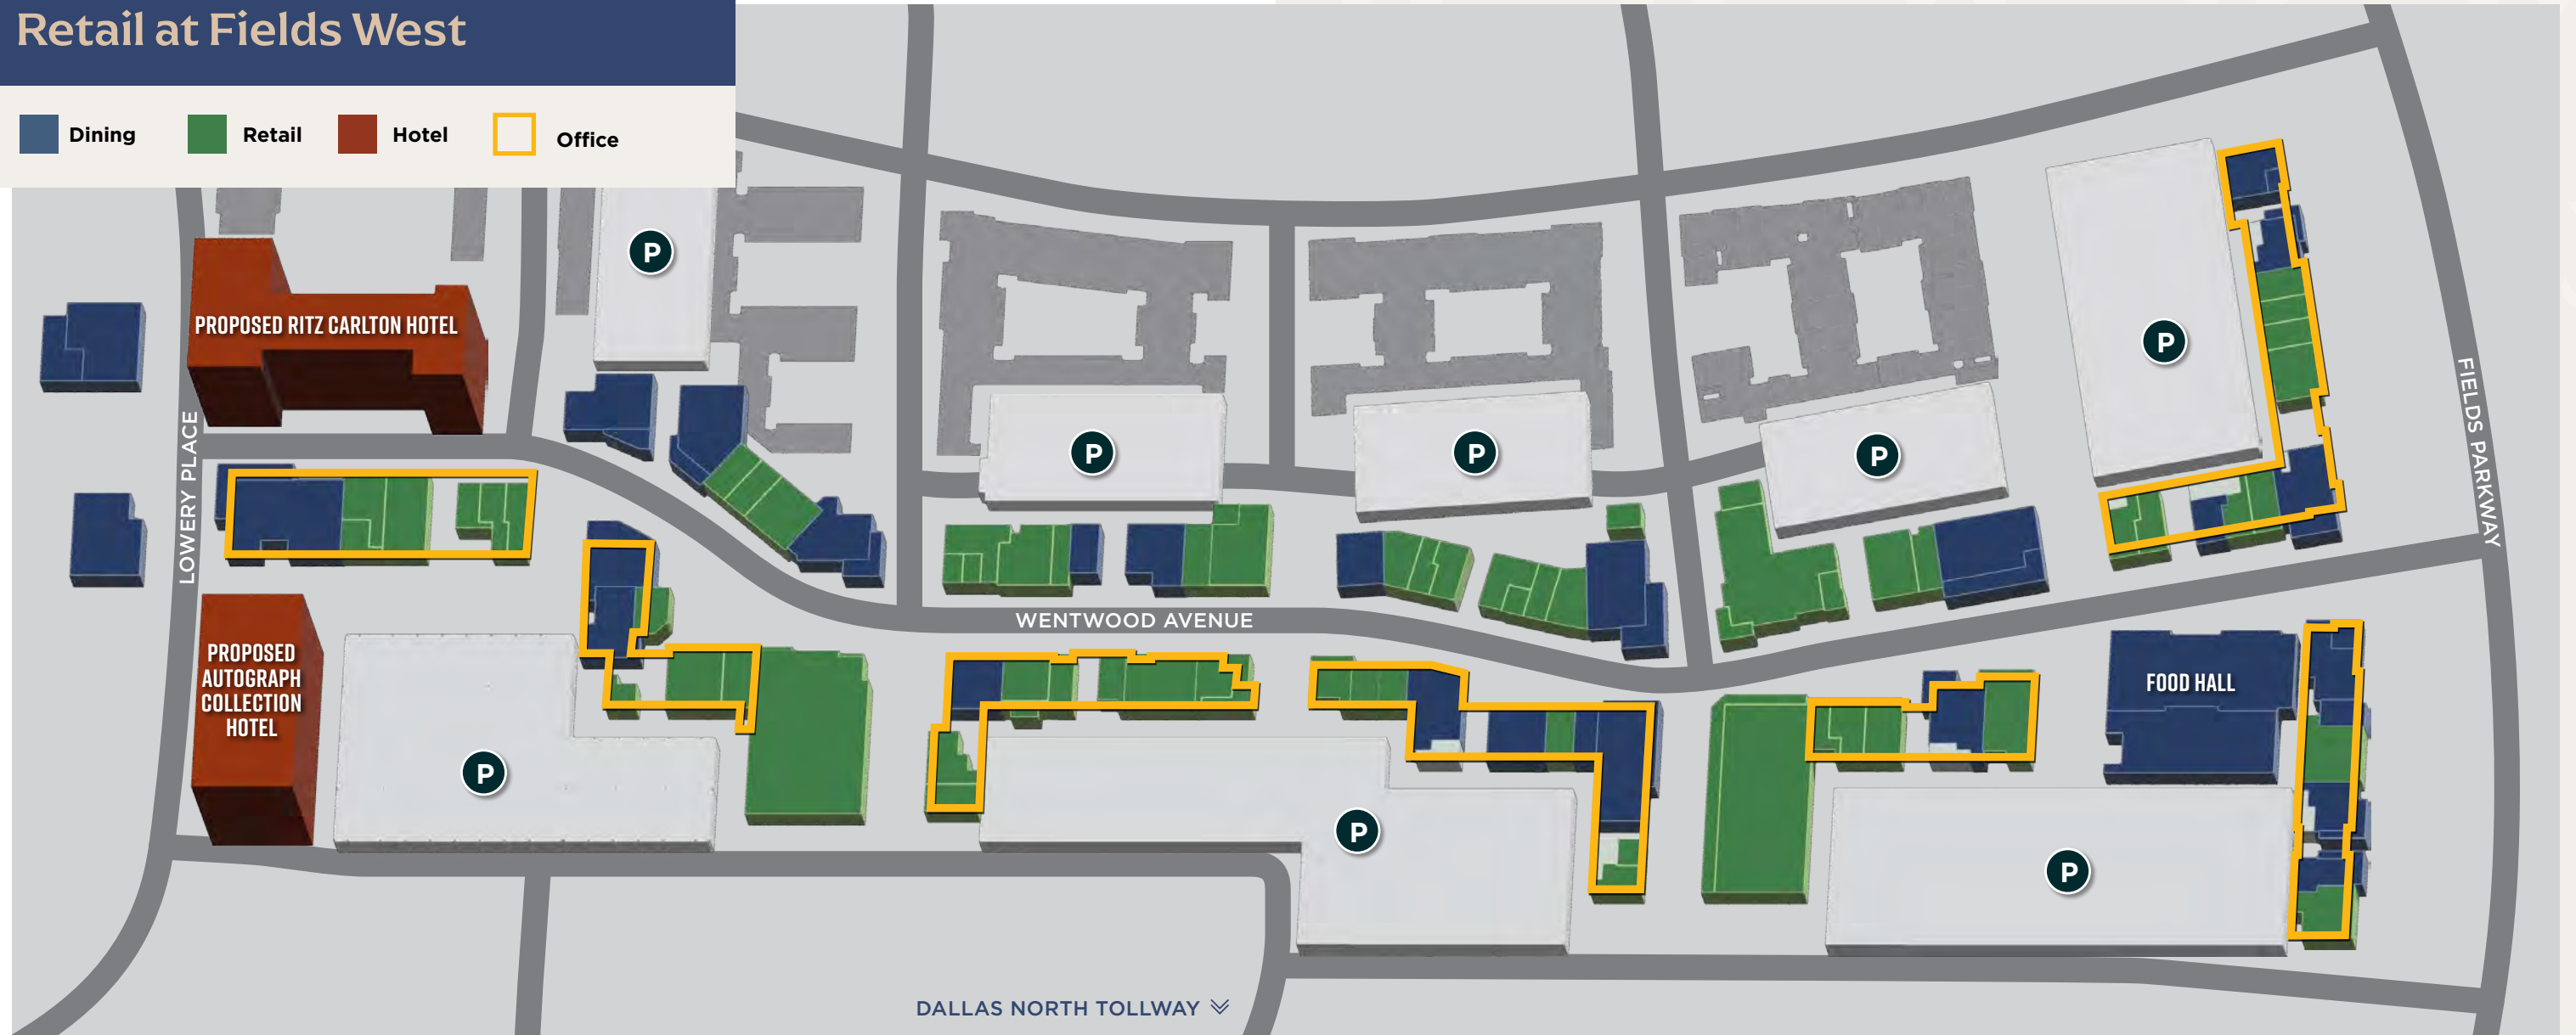 Retail at Fields West
Dining
Retail
Hotel
Office
P
PROPOSED RITZ CARLTON HOTEL
P
P
P
P
LOWERY PLACE
FIELDS PARKWAY
WENTWOOD AVENUE
PROPOSED
AUTOGRAPH
COLLECTION
HOTEL
FOOD HALL
P
P
P
DALLAS NORTH TOLLWAY